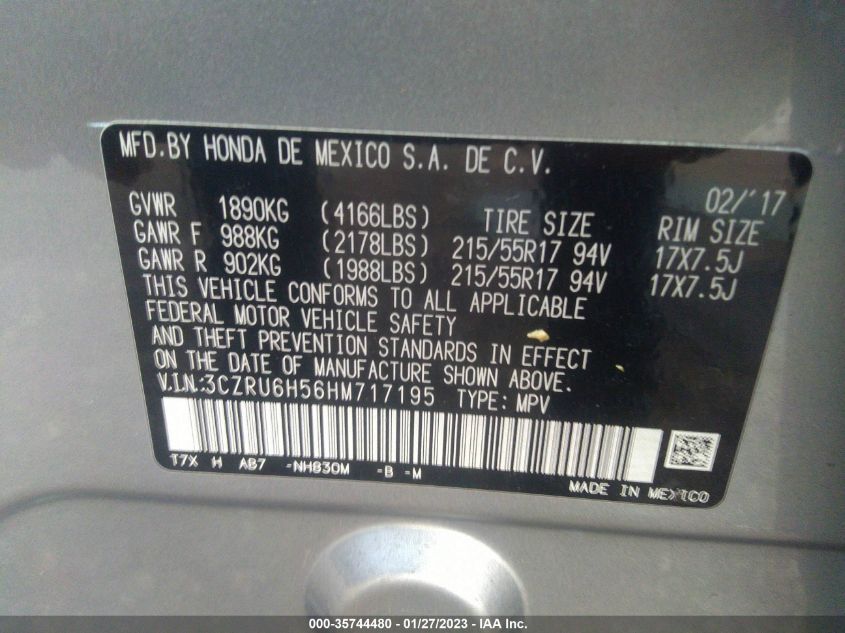 MFD.BY HONDA DE MEXICO S.A. DE C.V.
02/'17
GVWR 1890KG (4166LBS) TIRE SIZE RIM SIZE
GAWR F 988KG (2178LBS) 215/55R17 94V 17X7.5J
GAWR R 902KG (1988LBS) 215/55R17 94V 17X7.5J
THIS VEHICLE CONFORMS TO ALL APPLICABLE
FEDERAL MOTOR VEHICLE SAFETY
AND THEFT PREVENTION STANDARDS IN EFFECT
ON THE DATE OF MANUFACTURE SHOWN ABOVE.
V.I.N.:3CZRU6H56HM717195 TYPE: MPV
T7X H AB7 -NH830M -B -M
MADE IN MEXICO
000-35744480 - 01/27/2023 - IAA Inc.